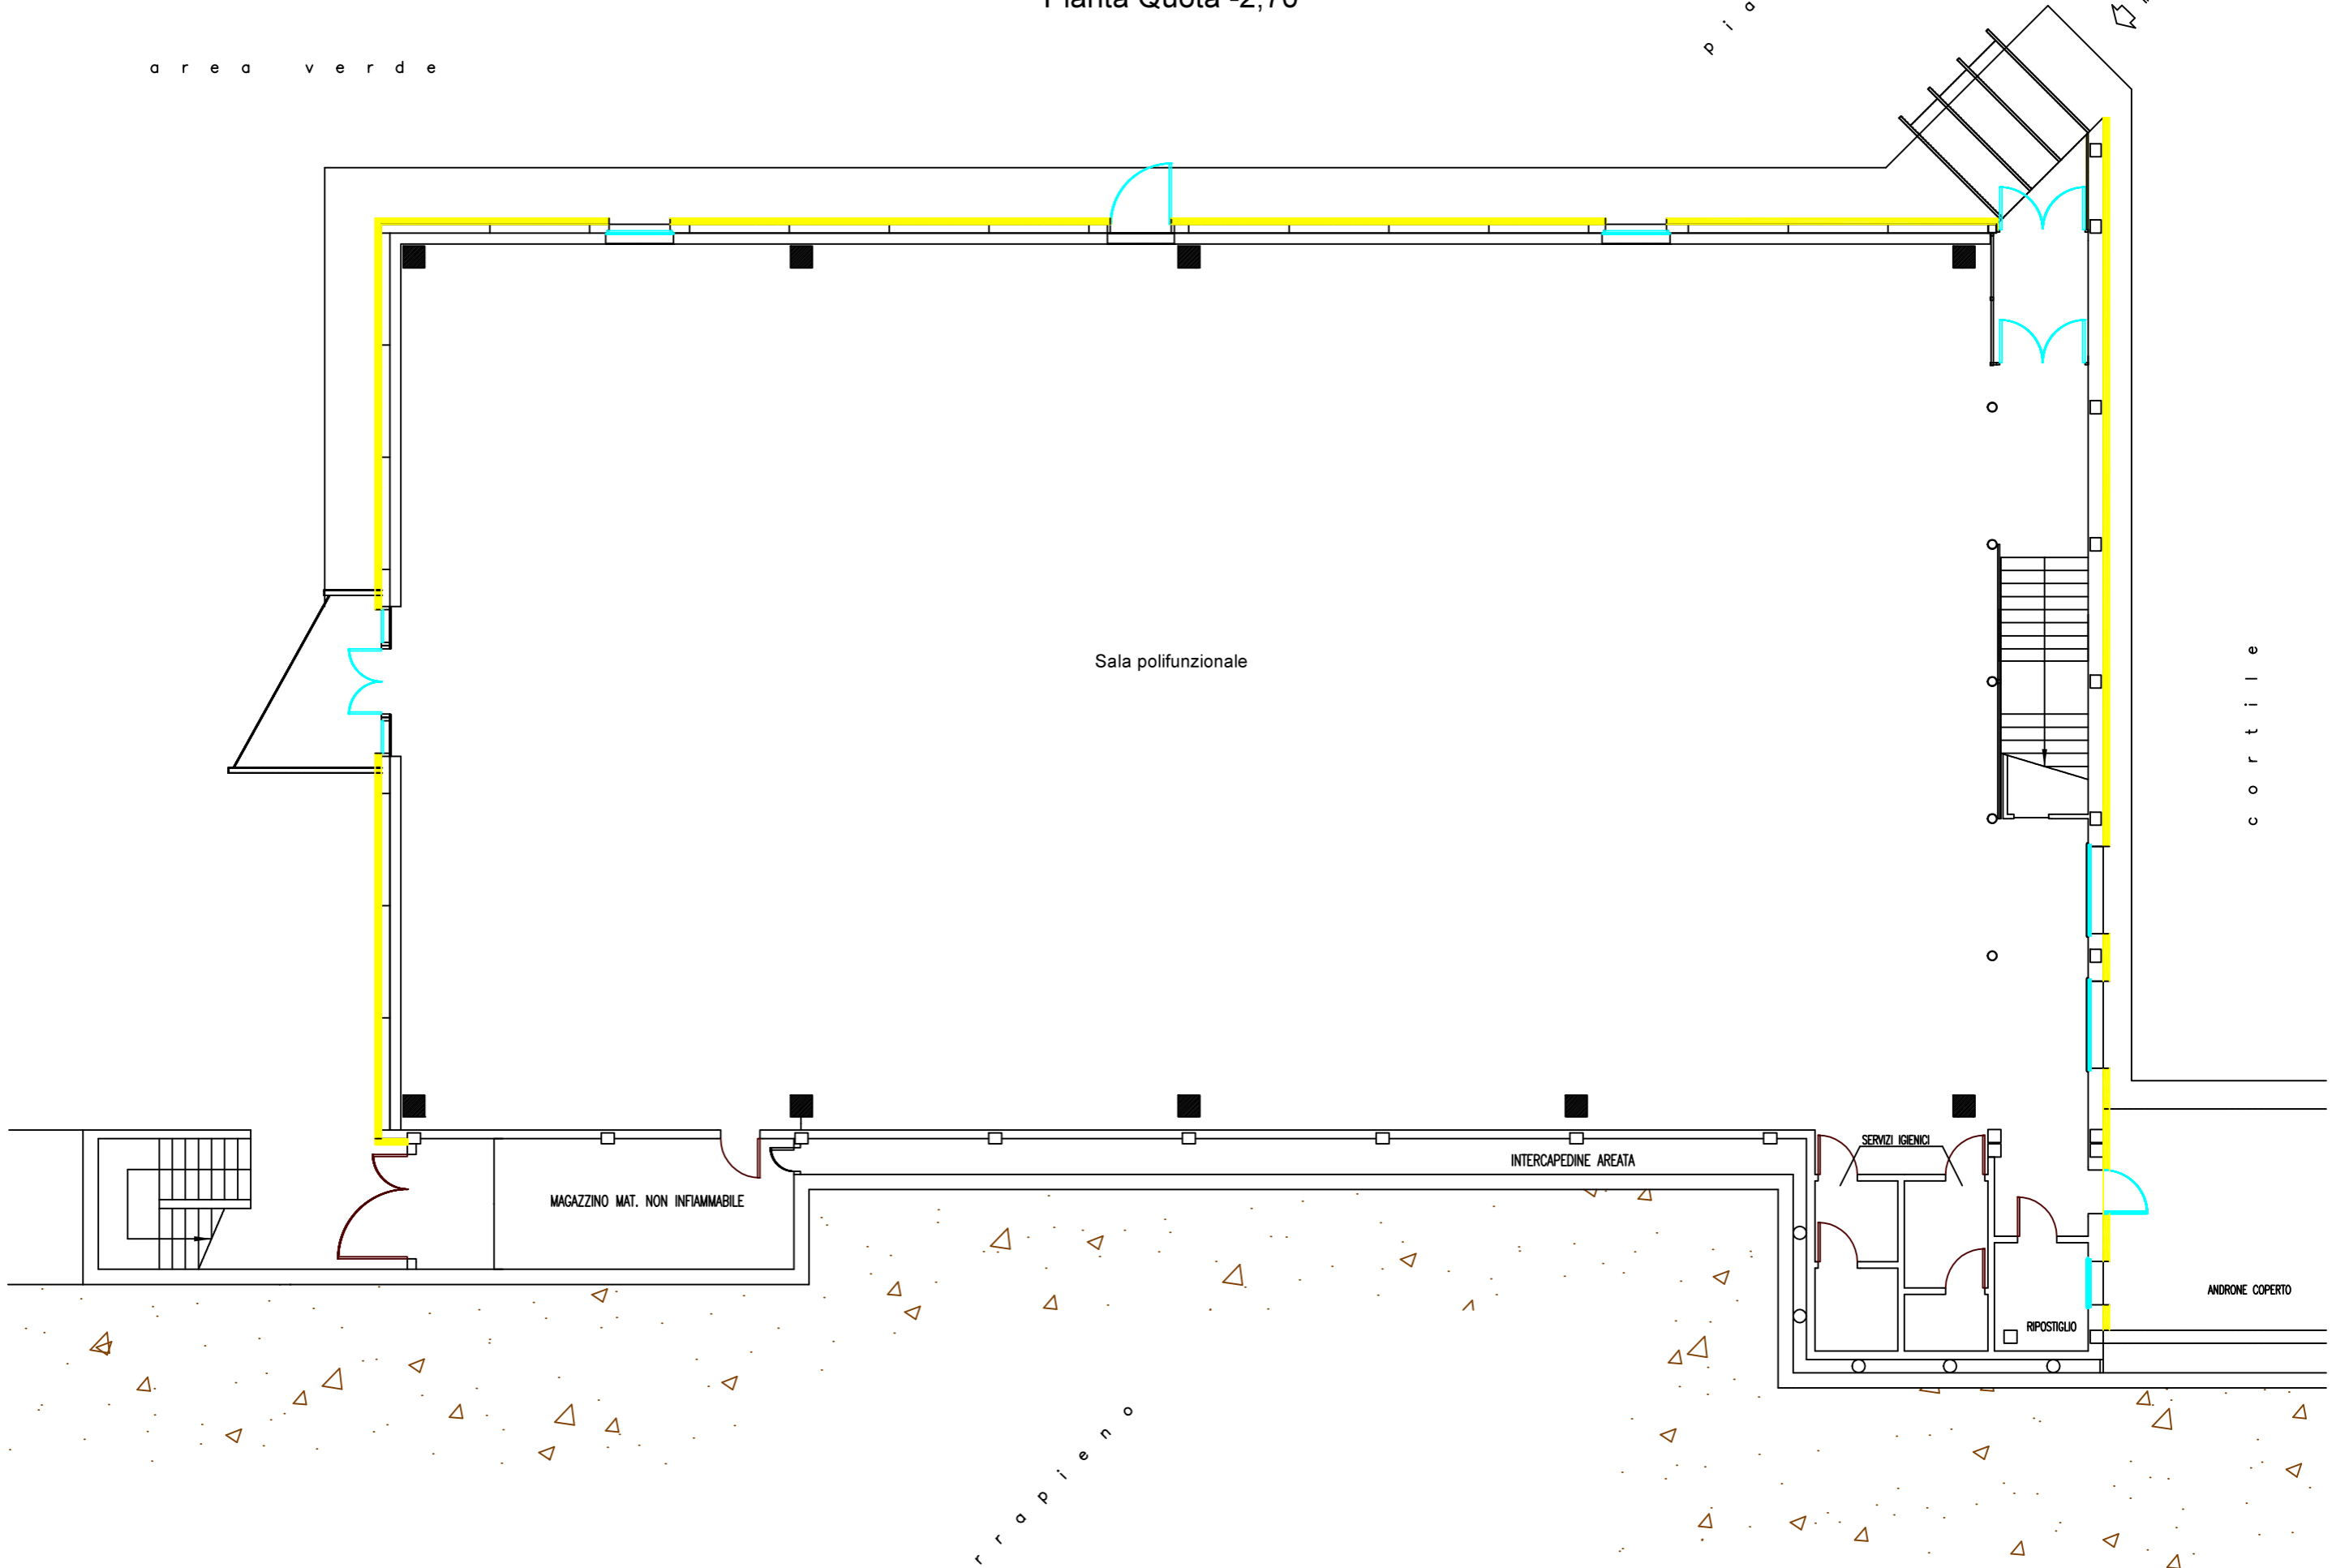 Pianta Quota -2,70
area verde
pia
Sala polifunzionale
cortile
SERVIZI IGIENICI
INTERCAPEDINE AREATA
MAGAZZINO MAT. NON INFIAMMABILE
ANDRONE COPERTO
RIPOSTIGLIO
rrapieno